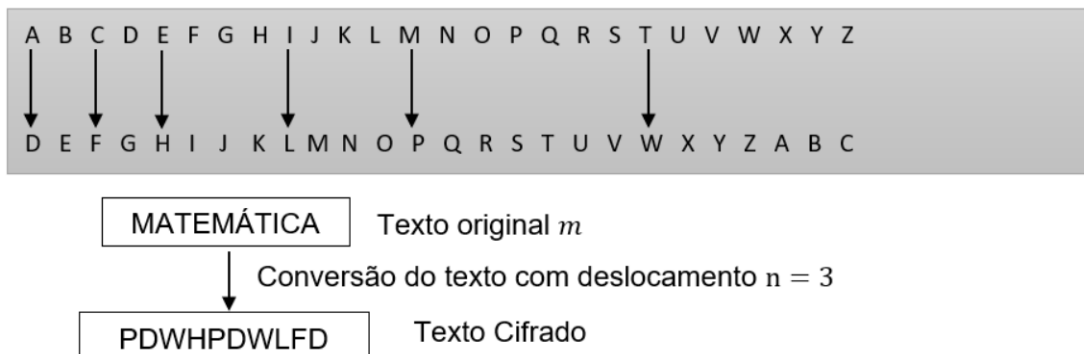 A B C D E F G H I J K L M N O P Q R S T U V W X Y Z
D E F G H I J K L M N O P Q R S T U V W X Y Z A B C
MATEMÁTICA Texto original m
Conversão do texto com deslocamento n = 3
PDWHPDWLFD Texto Cifrado